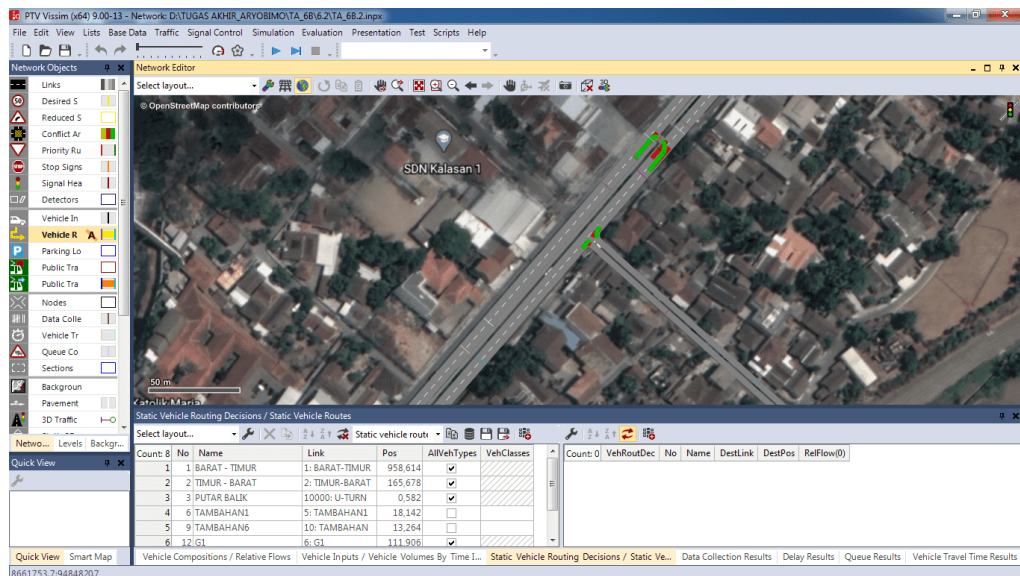 PTV Vissim (x64) 9.00-13 - Network: D:\TUGAS AKHIR_ARYOBIMO\TA_6B\6.2\TA_6B.2.inpx
File Edit View Lists Base Data Traffic Signal Control Simulation Evaluation Presentation Test Scripts Help
Network Objects
Network Editor
Select layout...
Links
50 Desired S
Reduced S
Conflict Ar
Priority Ru
STOP Stop Signs
Signal Hea
Detectors
Vehicle In
Vehicle R A
P Parking Lo
Public Tra
Public Tra
Nodes
Data Colle
Vehicle Tr
Queue Co
Sections
Backgroun
Pavement
3D Traffic
Netwo... Levels Backgr...
Quick View
Quick View Smart Map
© OpenStreetMap contributors
SDN Kalasan 1
50 m
Katolik Maria
Static Vehicle Routing Decisions / Static Vehicle Routes
Select layout... Static vehicle route
Count: 8 No Name Link Pos AllVehTypes VehClasses
1 1 BARAT - TIMUR 1: BARAT-TIMUR 958,614
2 2 TIMUR - BARAT 2: TIMUR-BARAT 165,678
3 3 PUTAR BALIK 10000: U-TURN 0,582
4 6 TAMBAHAN1 5: TAMBAHAN1 18,142
5 9 TAMBAHAN6 10: TAMBAHAN 13,264
6 12 G1 6: G1 111,906
Count: 0 VehRoutDec No Name DestLink DestPos RelFlow(0)
Vehicle Compositions / Relative Flows Vehicle Inputs / Vehicle Volumes By Time I... Static Vehicle Routing Decisions / Static Ve... Data Collection Results Delay Results Queue Results Vehicle Travel Time Results
8661753.7:9484820.7